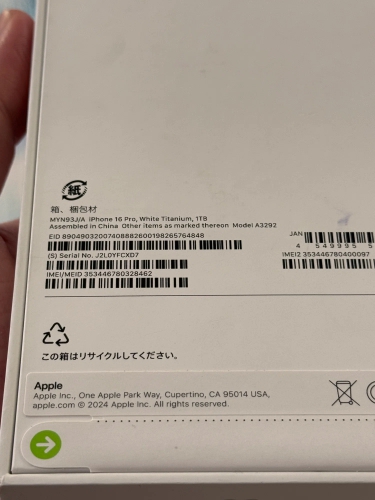 紙
箱、梱包材
MYN93J/A iPhone 16 Pro, White Titanium, 1TB
Assembled in China Other items as marked thereon Model A3292
EID 89049032007408882600198265764848
JAN
4 549995 5
(S) Serial No. J2L0YFCXD7
IMEI2 353446780400097
IMEI/MEID 353446780328462
この箱はリサイクルしてください。
Apple
Apple Inc., One Apple Park Way, Cupertino, CA 95014 USA,
apple.com © 2024 Apple Inc. All rights reserved.